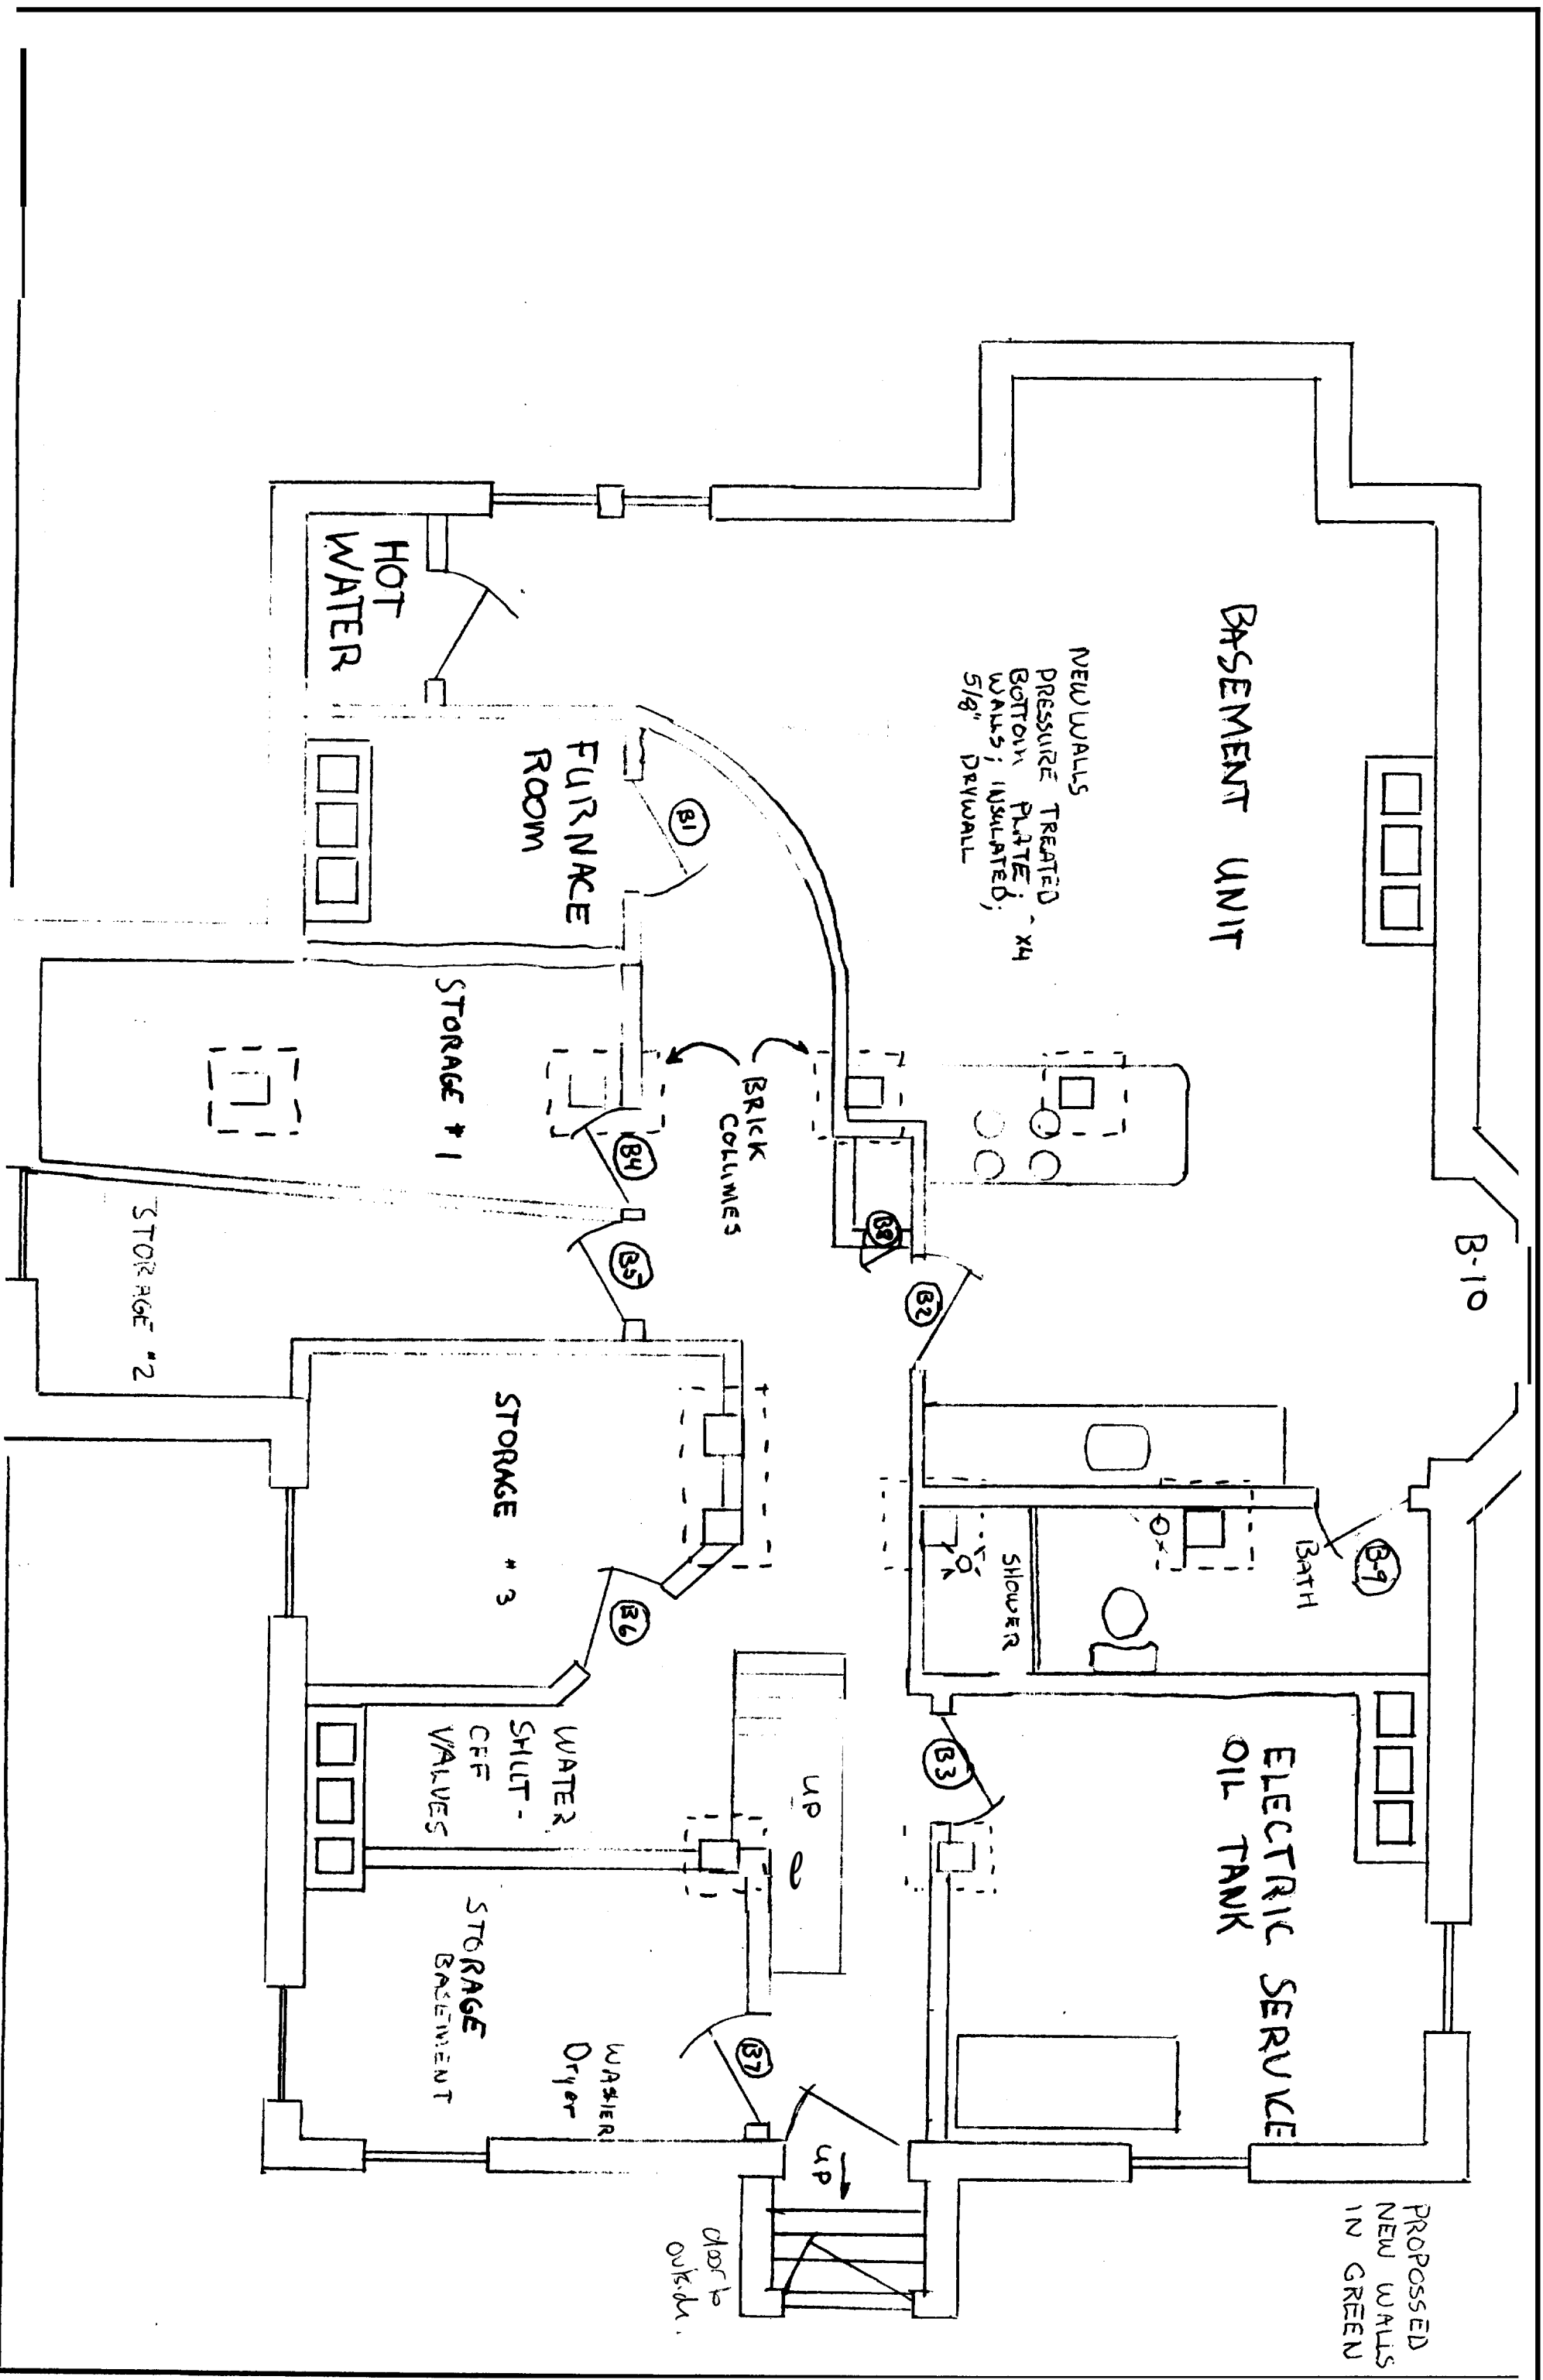 PROPOSSED
NEW WALLS
IN GREEN
B-10
BASEMENT UNIT
NEW WALLS
PRESSURE TREATED
BOTTOM PLATE; "X4
WALLS; INSULATED;
5/8" DRYWALL
B-9
BATH
SHOWER
ELECTRIC SERVICE
OIL TANK
B2
B8
B3
BRICK
COLUMES
UP
UP
door to
outside.
B1
B4
B5
B6
B7
FURNACE
ROOM
HOT
WATER
STORAGE #1
STORAGE #2
STORAGE #3
WATER
SHUT-
OFF
VALVES
WASHER
Dryer
STORAGE
BASEMENT